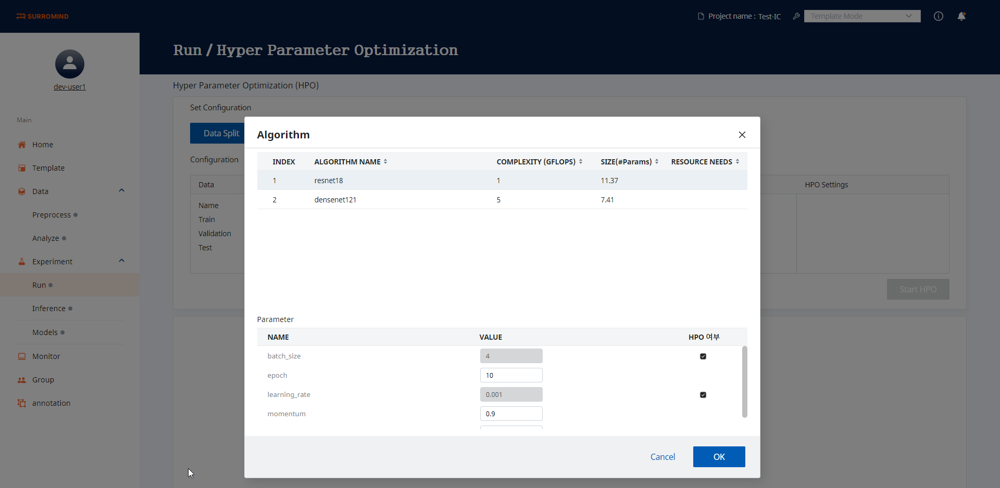 SURROMIND
Project name : Test-IC
Template Mode
Run / Hyper Parameter Optimization
dev-user1
Main
Home
Template
Data
Preprocess
Analyze
Experiment
Run
Inference
Models
Monitor
Group
annotation
Hyper Parameter Optimization (HPO)
Set Configuration
Data Split
Configuration
Data
HPO Settings
Name
Train
Validation
Test
Start HPO
Algorithm
INDEX ALGORITHM NAME COMPLEXITY (GFLOPS) SIZE(#Params) RESOURCE NEEDS
1 resnet18 1 11.37
2 densenet121 5 7.41
Parameter
NAME VALUE HPO 여부
batch_size 4
epoch 10
learning_rate 0.001
momentum 0.9
Cancel OK